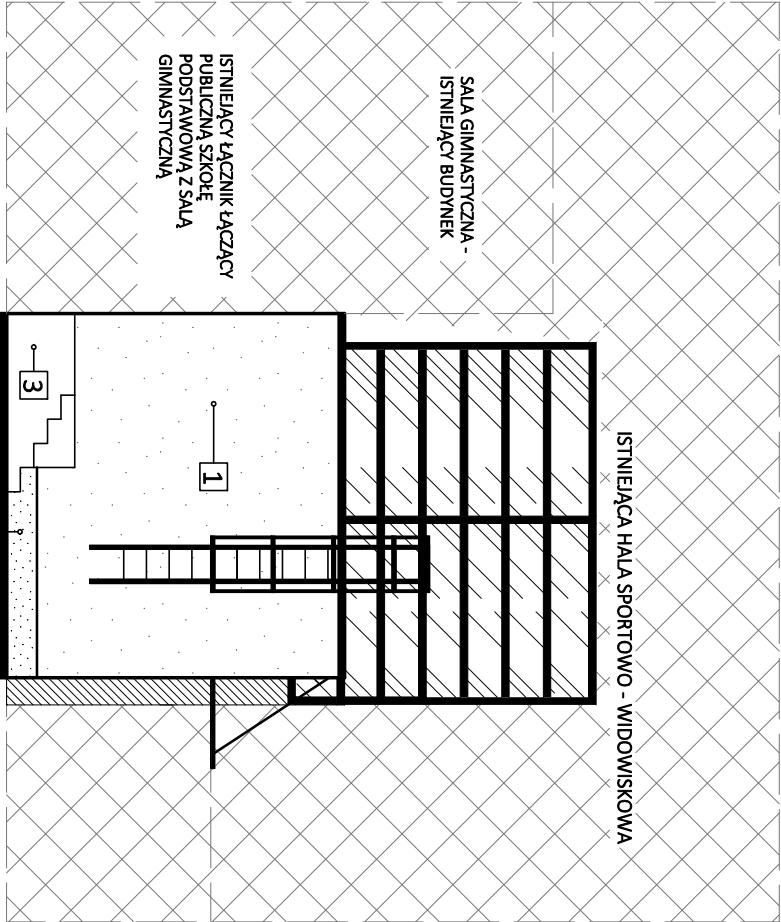 ISTNIEJĄCA HALA SPORTOWO - WIDOWISKOWA
SALA GIMNASTYCZNA -
ISTNIEJĄCY BUDYNEK
ISTNIEJĄCY ŁĄCZNIK ŁĄCZĄCY
PUBLICZNĄ SZKOŁĘ
PODSTAWOWĄ Z SALĄ
GIMNASTYCZNĄ
1
3